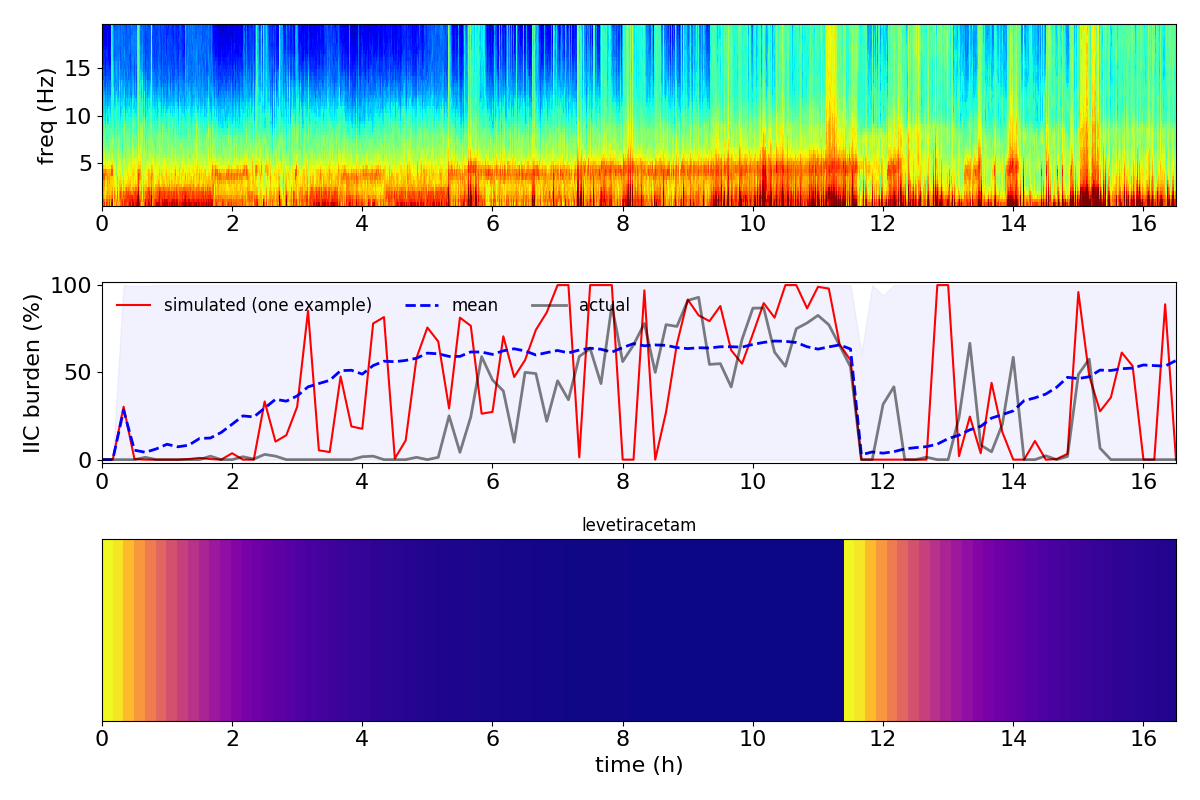 freq (Hz)
15
10
5
0 2 4 6 8 10 12 14 16
IIC burden (%)
100
50
0
simulated (one example) mean actual
0 2 4 6 8 10 12 14 16
levetiracetam
0 2 4 6 8 10 12 14 16
time (h)